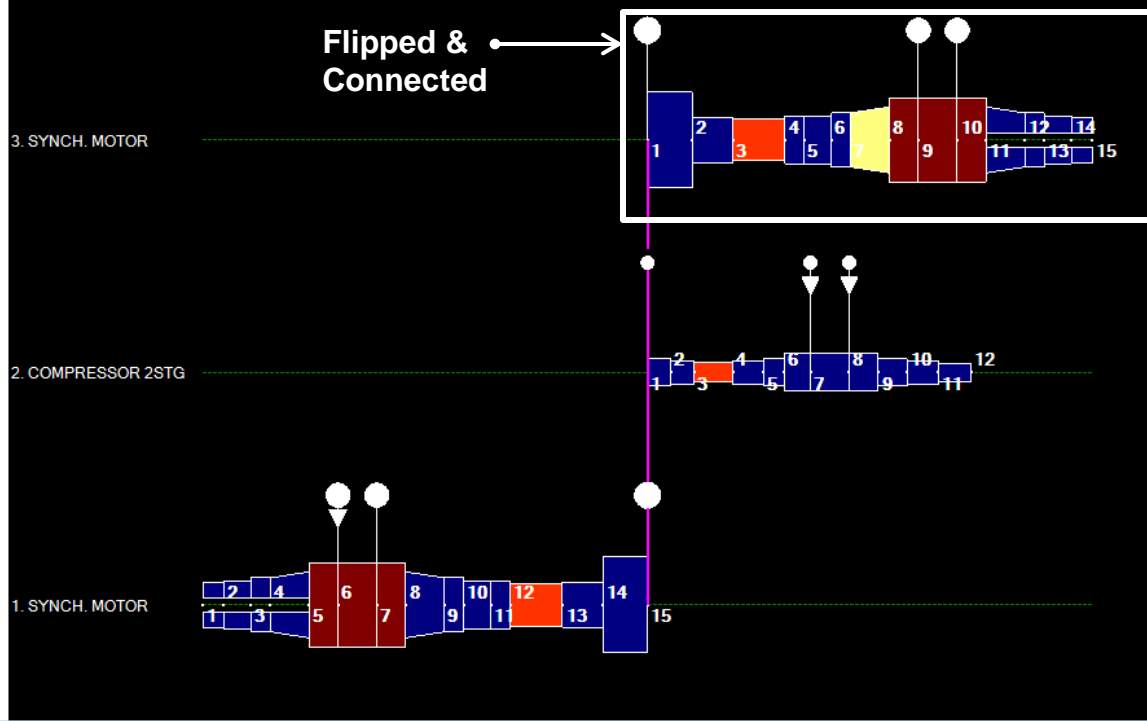 Flipped &
Connected
3. SYNCH. MOTOR
1 2 3 4 5 6 7 8 9 10 11 12 13 14 15
2. COMPRESSOR 2STG
1 2 3 4 5 6 7 8 9 10 11 12
1. SYNCH. MOTOR
1 2 3 4 5 6 7 8 9 10 11 12 13 14 15